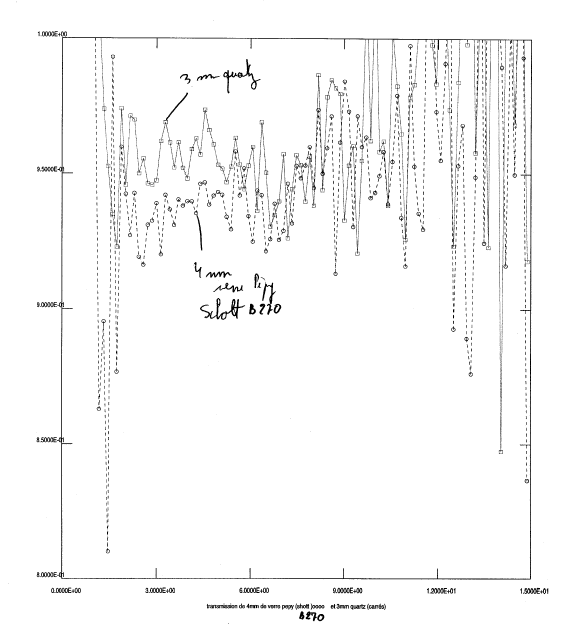 1.0000E+00
3 mm quartz
9.5000E-01
4 mm
verre Pépy
Schott B270
9.0000E-01
8.5000E-01
8.0000E-01
0.0000E+00 3.0000E+00 6.0000E+00 9.0000E+00 1.2000E+01 1.5000E+01
transmission de 4mm de verre pepy (shott )oooo et 3mm quartz (carrés)
B270